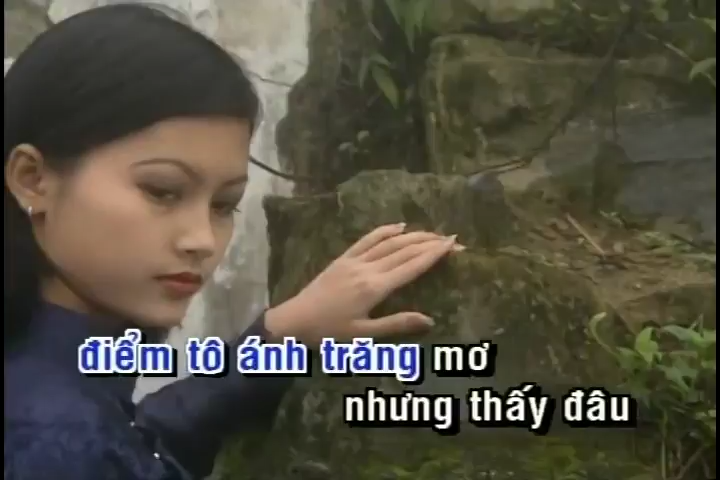 điểm tô ánh trăng mơ
nhưng thấy đâu